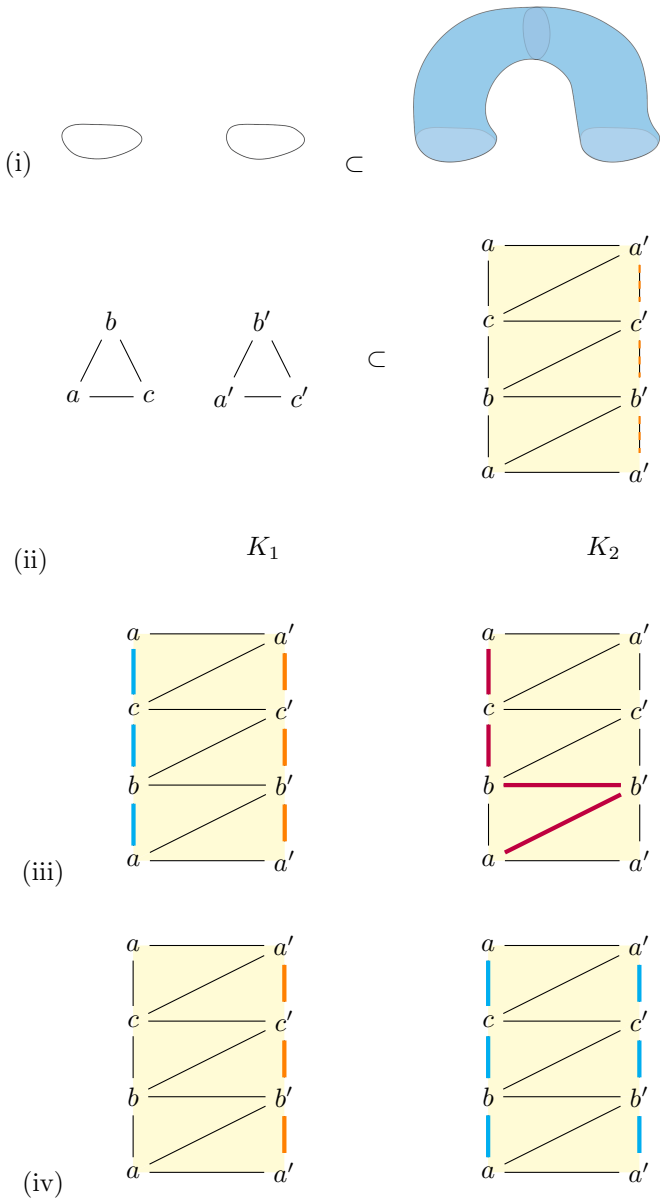 (i) ⊂
a a′
b b′ c c′
⊂
a c a′ c′ b b′
a a′
(ii) K₁ K₂
a a′ a a′
c c′ c c′
b b′ b b′
(iii) a a′ a a′
a a′ a a′
c c′ c c′
b b′ b b′
(iv) a a′ a a′